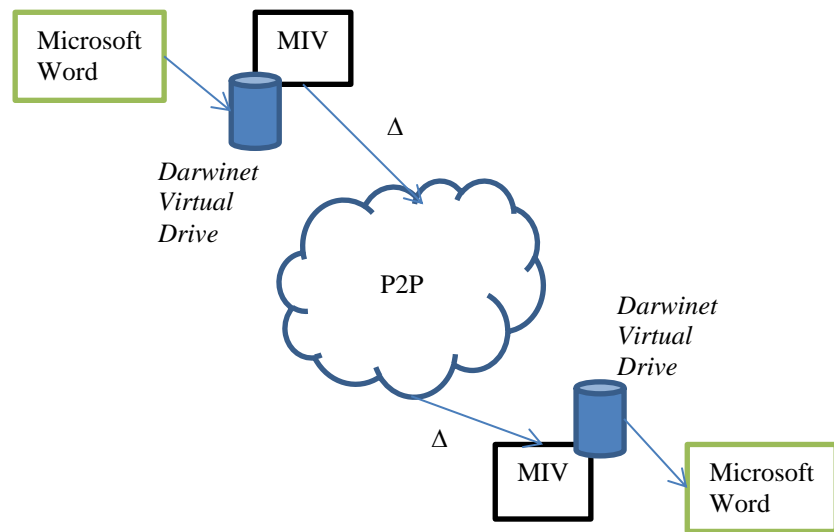 Microsoft
Word
MIV
Δ
Darwinet
Virtual
Drive
P2P
Darwinet
Virtual
Drive
Δ
MIV
Microsoft
Word